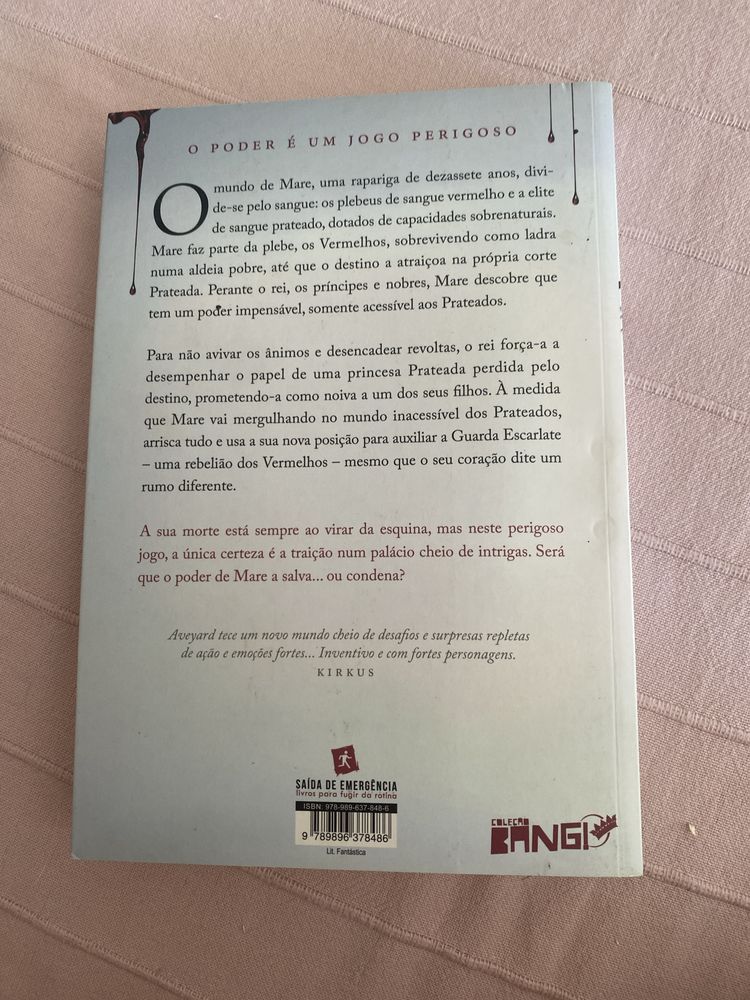 O PODER É UM JOGO PERIGOSO
O mundo de Mare, uma rapariga de dezassete anos, divi-
de-se pelo sangue: os plebeus de sangue vermelho e a elite
de sangue prateado, dotados de capacidades sobrenaturais.
Mare faz parte da plebe, os Vermelhos, sobrevivendo como ladra
numa aldeia pobre, até que o destino a atraiçoa na própria corte
Prateada. Perante o rei, os príncipes e nobres, Mare descobre que
tem um poder impensável, somente acessível aos Prateados.
Para não avivar os ânimos e desencadear revoltas, o rei força-a a
desempenhar o papel de uma princesa Prateada perdida pelo
destino, prometendo-a como noiva a um dos seus filhos. À medida
que Mare vai mergulhando no mundo inacessível dos Prateados,
arrisca tudo e usa a sua nova posição para auxiliar a Guarda Escarlate
– uma rebelião dos Vermelhos – mesmo que o seu coração dite um
rumo diferente.
A sua morte está sempre ao virar da esquina, mas neste perigoso
jogo, a única certeza é a traição num palácio cheio de intrigas. Será
que o poder de Mare a salva... ou condena?
Aveyard tece um novo mundo cheio de desafios e surpresas repletas
de ação e emoções fortes... Inventivo e com fortes personagens.
KIRKUS
SAÍDA DE EMERGÊNCIA
livros para fugir da rotina
ISBN: 978-989-637-848-6
9 789896 378486
Lit. Fantástica
COLEÇÃO
BANG!